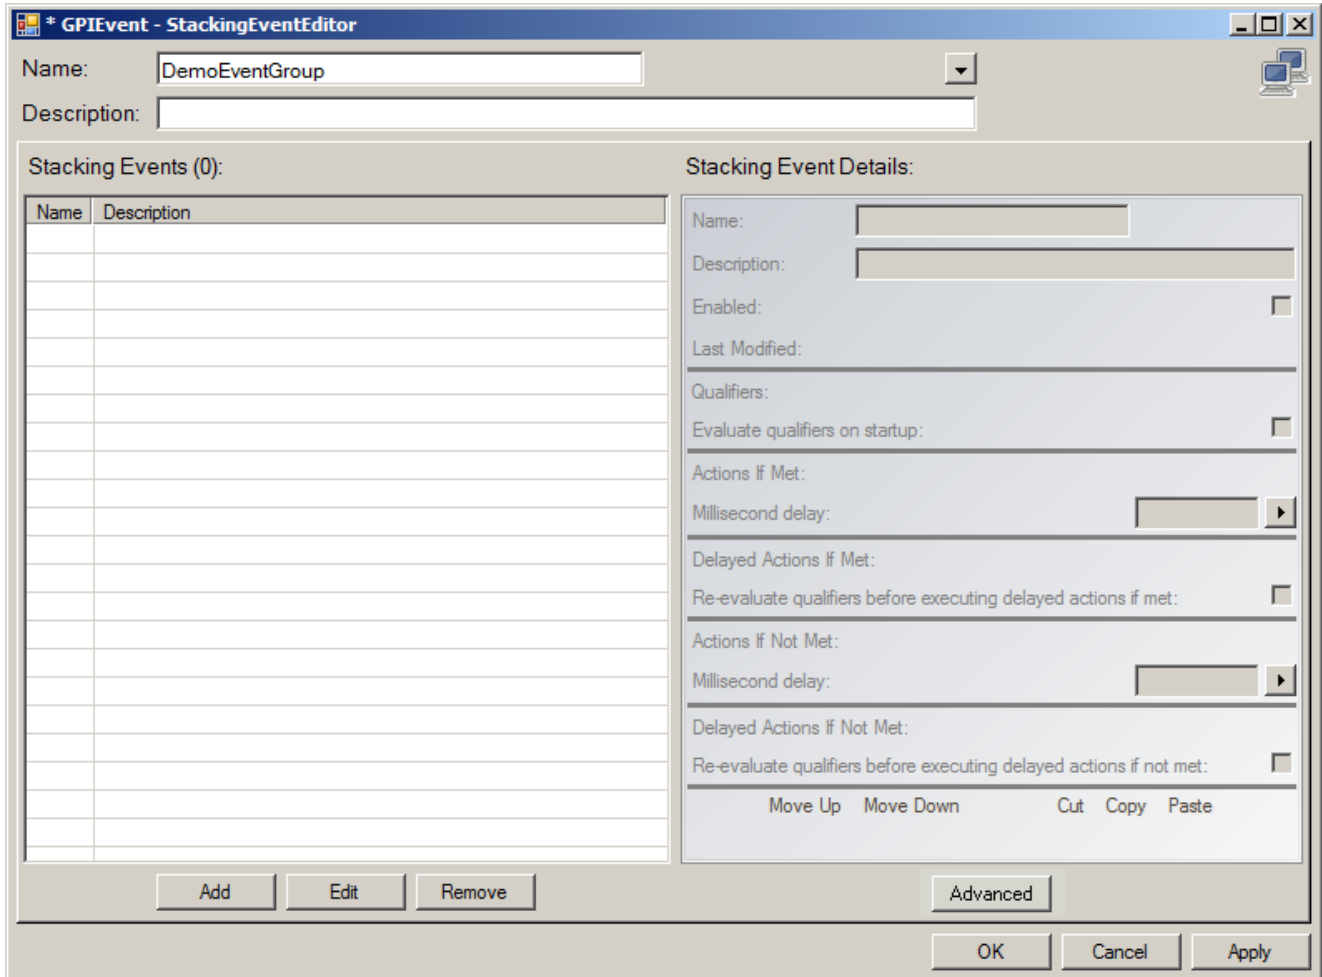 * GPIEvent - StackingEventEditor
Name: DemoEventGroup
Description:
Stacking Events (0):
Name Description
Add Edit Remove
Stacking Event Details:
Name:
Description:
Enabled:
Last Modified:
Qualifiers:
Evaluate qualifiers on startup:
Actions If Met:
Millisecond delay:
Delayed Actions If Met:
Re-evaluate qualifiers before executing delayed actions if met:
Actions If Not Met:
Millisecond delay:
Delayed Actions If Not Met:
Re-evaluate qualifiers before executing delayed actions if not met:
Move Up Move Down Cut Copy Paste
Advanced
OK Cancel Apply